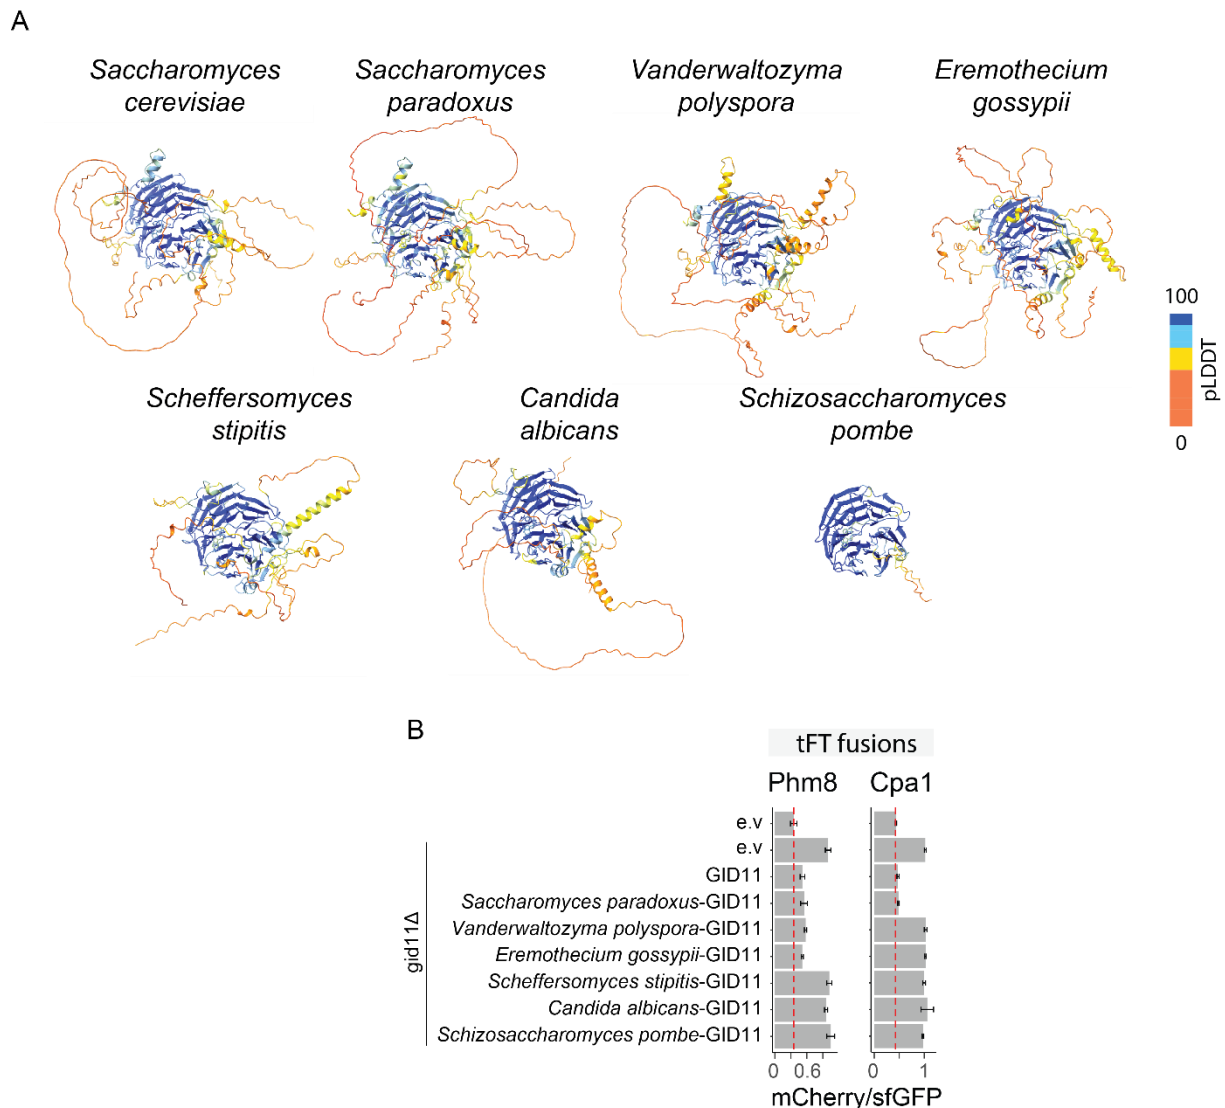 A
Saccharomyces
cerevisiae
Saccharomyces
paradoxus
Vanderwaltozyma
polyspora
Eremothecium
gossypii
100
pLDDT
0
Scheffersomyces
stipitis
Candida
albicans
Schizosaccharomyces
pombe
B
tFT fusions
Phm8
Cpa1
e.v
e.v
GID11
Saccharomyces paradoxus-GID11
Vanderwaltozyma polyspora-GID11
Eremothecium gossypii-GID11
Scheffersomyces stipitis-GID11
Candida albicans-GID11
Schizosaccharomyces pombe-GID11
gid11Δ
0 0.6
0 1
mCherry/sfGFP